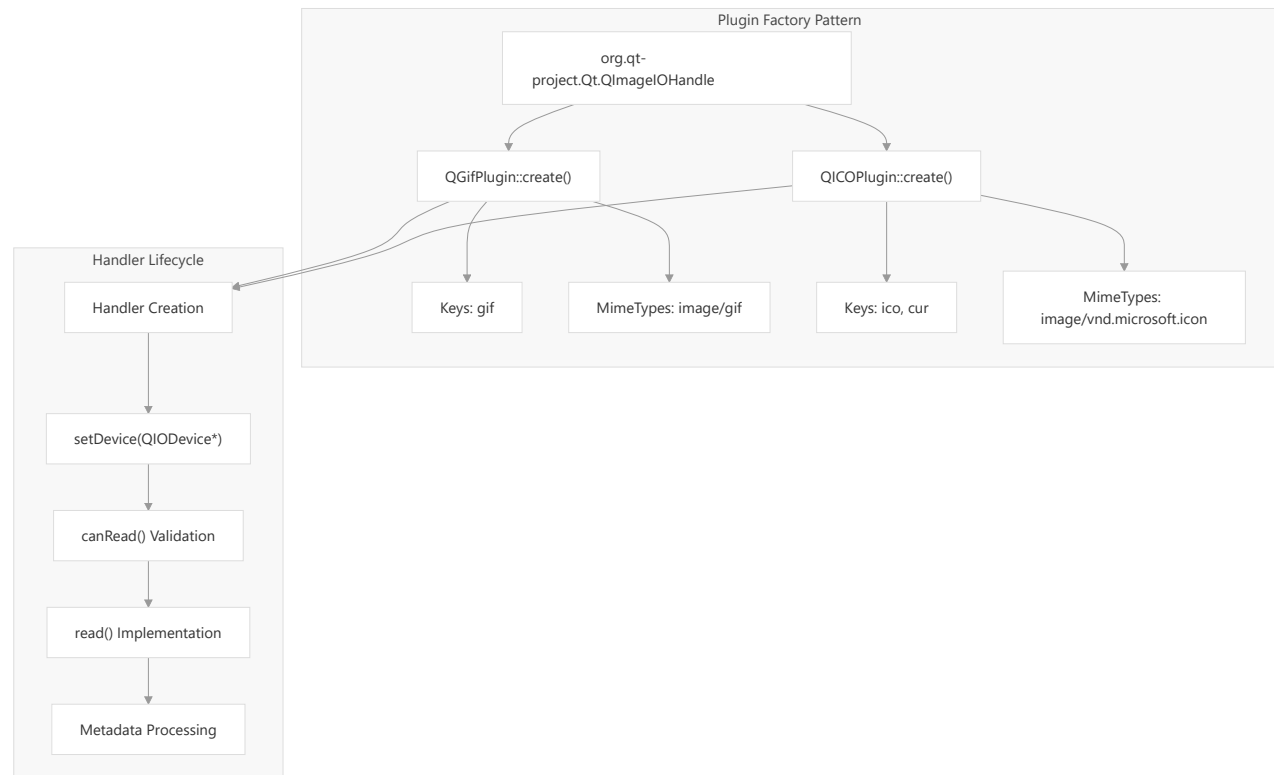 Plugin Factory Pattern
org.qt-
project.Qt.QImageIOHandle
QGifPlugin::create()
QICOPlugin::create()
Handler Lifecycle
Handler Creation
Keys: gif
MimeTypes: image/gif
Keys: ico, cur
MimeTypes:
image/vnd.microsoft.icon
setDevice(QIODevice*)
canRead() Validation
read() Implementation
Metadata Processing